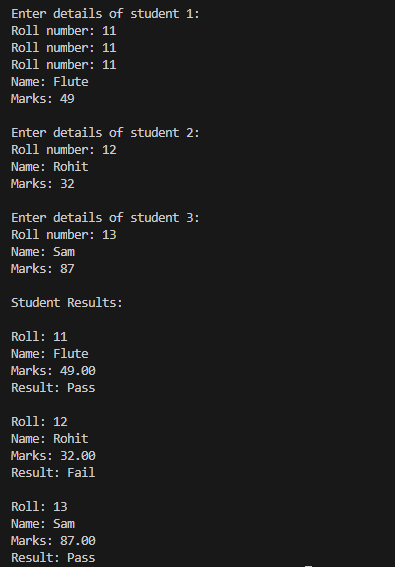 Enter details of student 1:
Roll number: 11
Roll number: 11
Roll number: 11
Name: Flute
Marks: 49
Enter details of student 2:
Roll number: 12
Name: Rohit
Marks: 32
Enter details of student 3:
Roll number: 13
Name: Sam
Marks: 87
Student Results:
Roll: 11
Name: Flute
Marks: 49.00
Result: Pass
Roll: 12
Name: Rohit
Marks: 32.00
Result: Fail
Roll: 13
Name: Sam
Marks: 87.00
Result: Pass